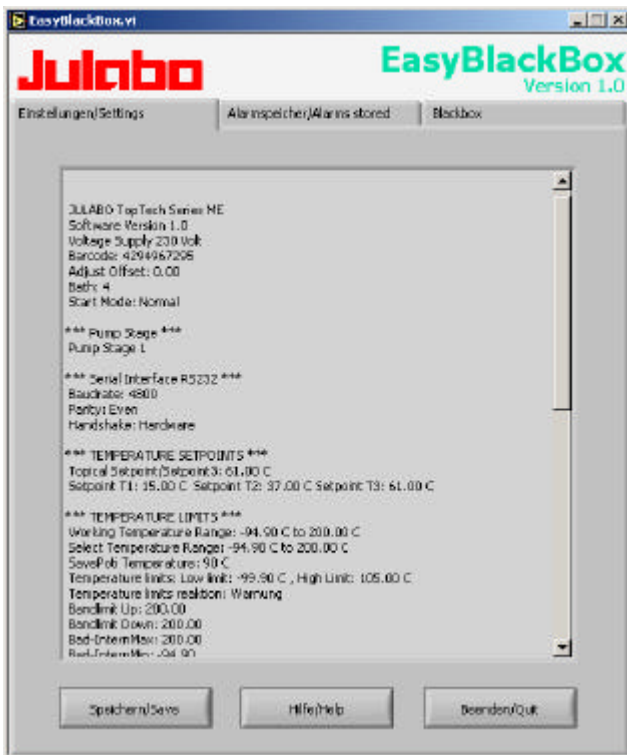 EasyBlackBox.vi
Julabo
EasyBlackBox
Version 1.0
Einstellungen/Settings
Alarmspeicher/Alarms stored
Blackbox
JULABO TopTech Series ME
Software Version 1.0
Voltage Supply 230 Volt
Barcode: 4294967295
Adjust Offset: 0.00
Bath: 4
Start Mode: Normal
*** Pump Stage ***
Pump Stage 1
*** Serial Interface RS232 ***
Baudrate: 4800
Parity: Even
Handshake: Hardware
*** TEMPERATURE SETPOINTS ***
Topical Setpoint/Setpoint3: 61.00 C
Setpoint T1: 15.00 C Setpoint T2: 37.00 C Setpoint T3: 61.00 C
*** TEMPERATURE LIMITS ***
Working Temperature Range: -94.90 C to 200.00 C
Select Temperature Range: -94.90 C to 200.00 C
SavePoti Temperature: 90 C
Temperature limits: Low limit: -99.90 C , High Limit: 105.00 C
Temperature limits reaktion: Warnung
Bandlimit Up: 200.00
Bandlimit Down: 200.00
Bad-InternMax: 200.00
Bad-InternMin: -94.90
Speichern/Save
Hilfe/Help
Beenden/Quit